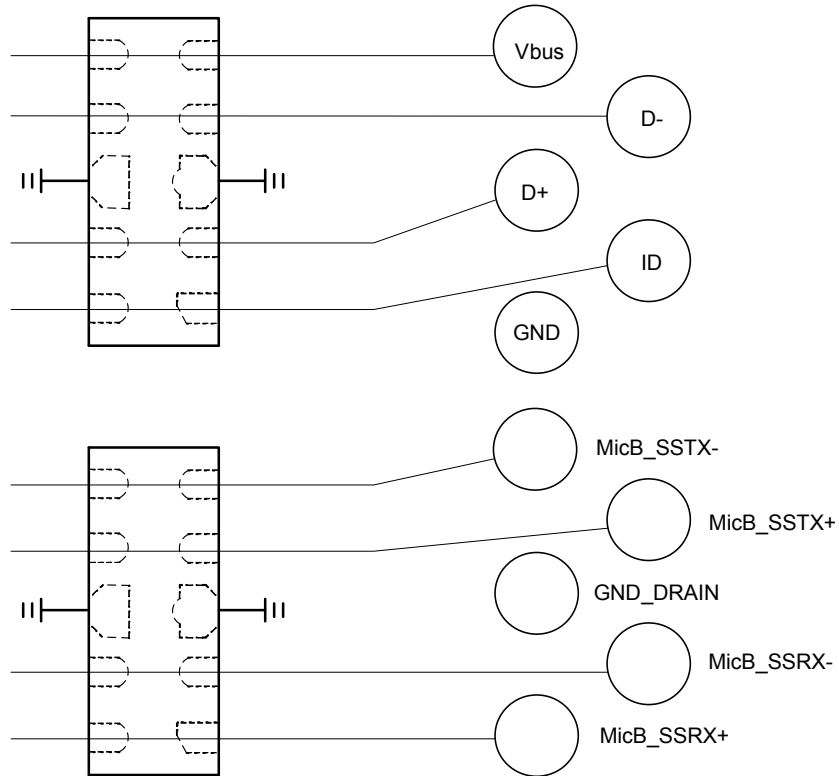 Vbus
D-
D+
ID
GND
MicB_SSTX-
MicB_SSTX+
GND_DRAIN
MicB_SSRX-
MicB_SSRX+